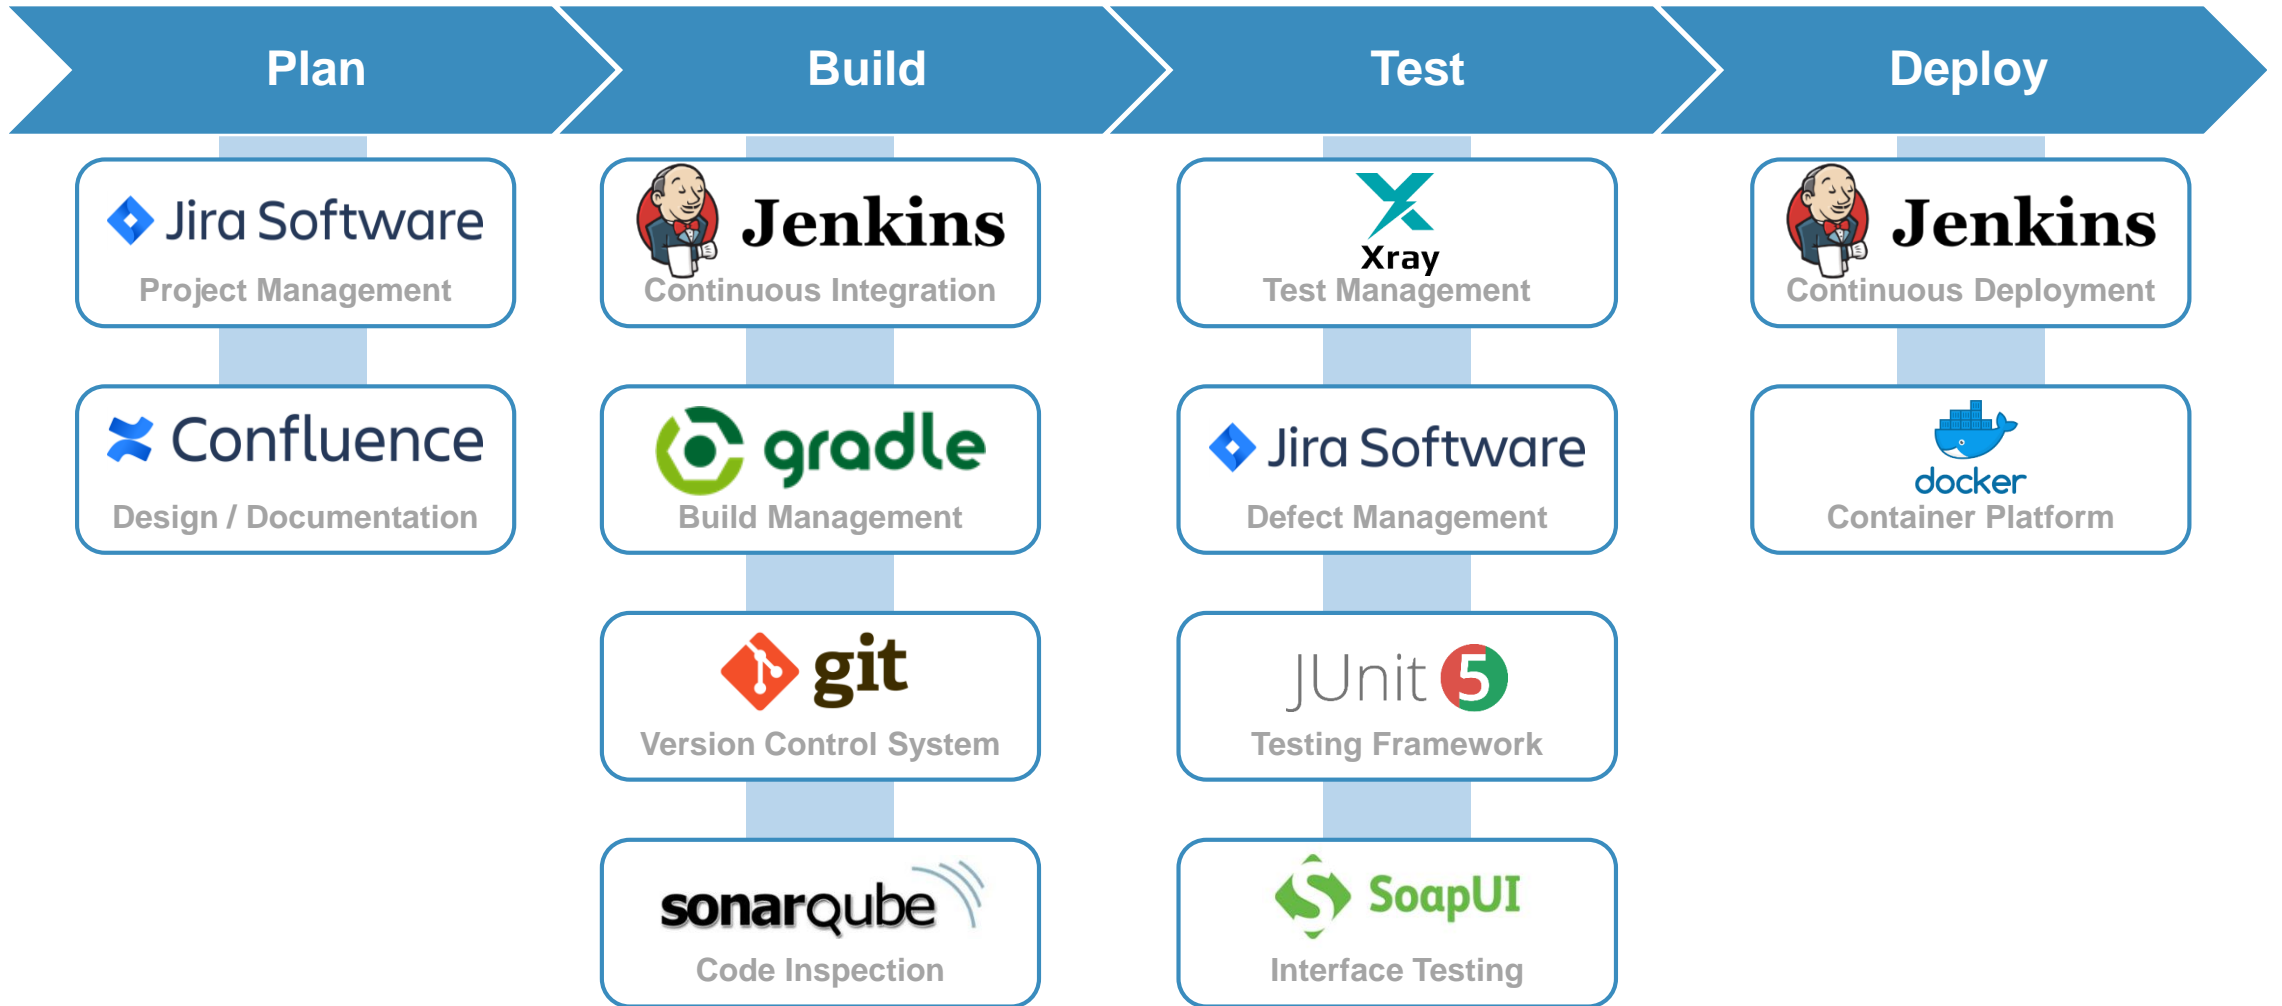 Plan
Build
Test
Deploy
Jira Software
Project Management
Confluence
Design / Documentation
Jenkins
Continuous Integration
gradle
Build Management
git
Version Control System
sonarqube
Code Inspection
Xray
Test Management
Jira Software
Defect Management
JUnit 5
Testing Framework
SoapUI
Interface Testing
Jenkins
Continuous Deployment
docker
Container Platform